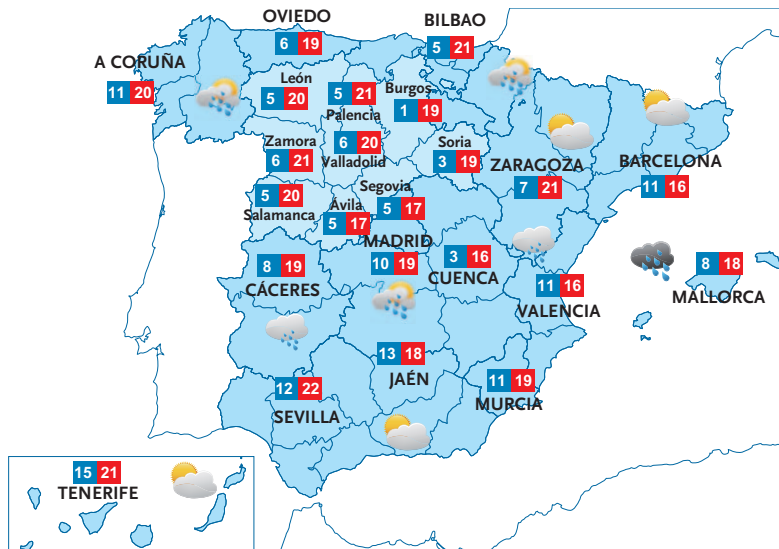 OVIEDO
6 19
BILBAO
5 21
A CORUÑA
11 20
León
5 20
5 21
Palencia
Burgos
1 19
Zamora
6 21
6 20
Valladolid
Soria
3 19
ZARAGOZA
7 21
BARCELONA
11 16
5 20
Salamanca
Ávila
5 17
Segovia
5 17
MADRID
10 19
3 16
CUENCA
8 19
CÁCERES
11 16
VALENCIA
8 18
MALLORCA
13 18
JAÉN
12 22
SEVILLA
11 19
MURCIA
15 21
TENERIFE